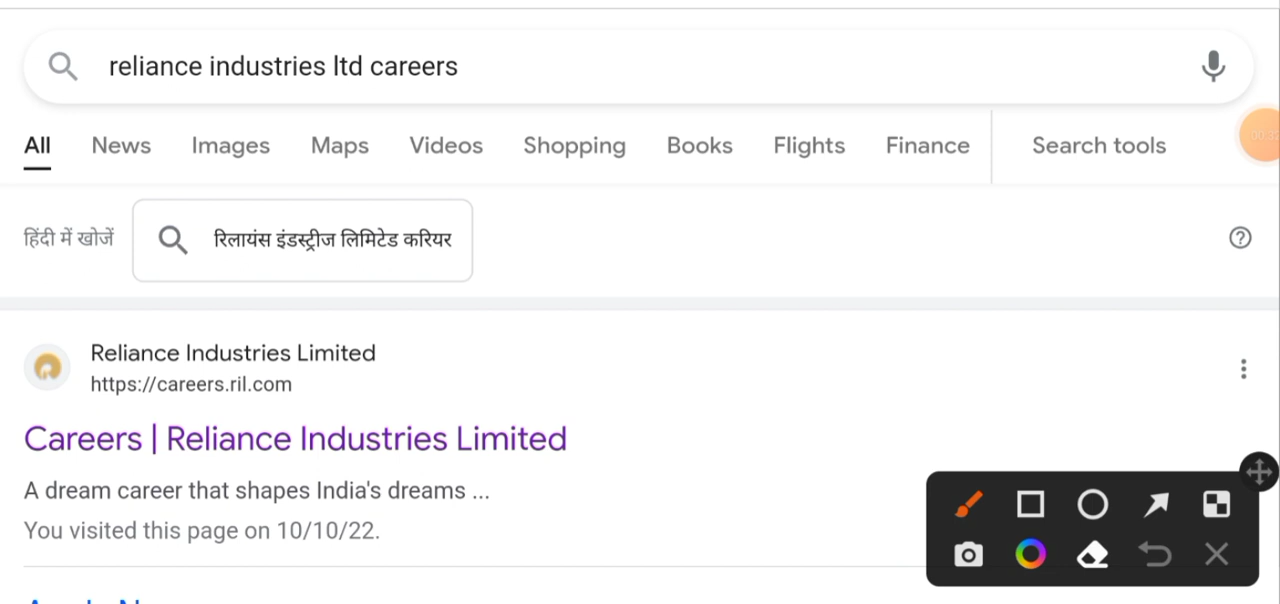 reliance industries ltd careers
All News Images Maps Videos Shopping Books Flights Finance Search tools
हिंदी में खोजें रिलायंस इंडस्ट्रीज लिमिटेड करियर
Reliance Industries Limited
https://careers.ril.com
Careers | Reliance Industries Limited
A dream career that shapes India's dreams ...
You visited this page on 10/10/22.